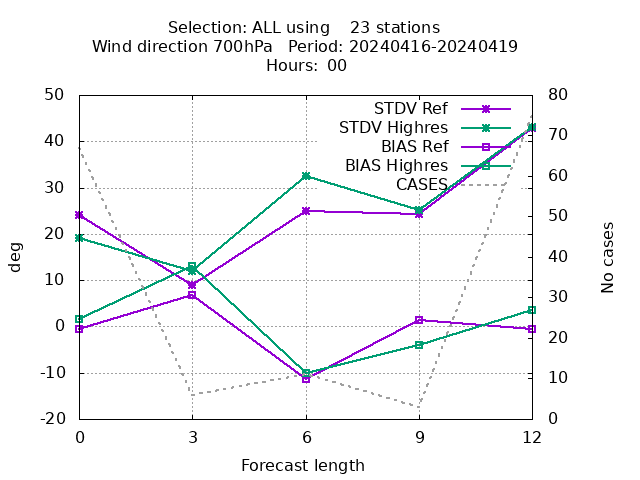 Selection: ALL using 23 stations
Wind direction 700hPa Period: 20240416-20240419
Hours: 00
50
40
30
20
10
0
-10
-20
deg
80
70
60
50
40
30
20
10
0
No cases
STDV Ref
STDV Highres
BIAS Ref
BIAS Highres
CASES
0 3 6 9 12
Forecast length